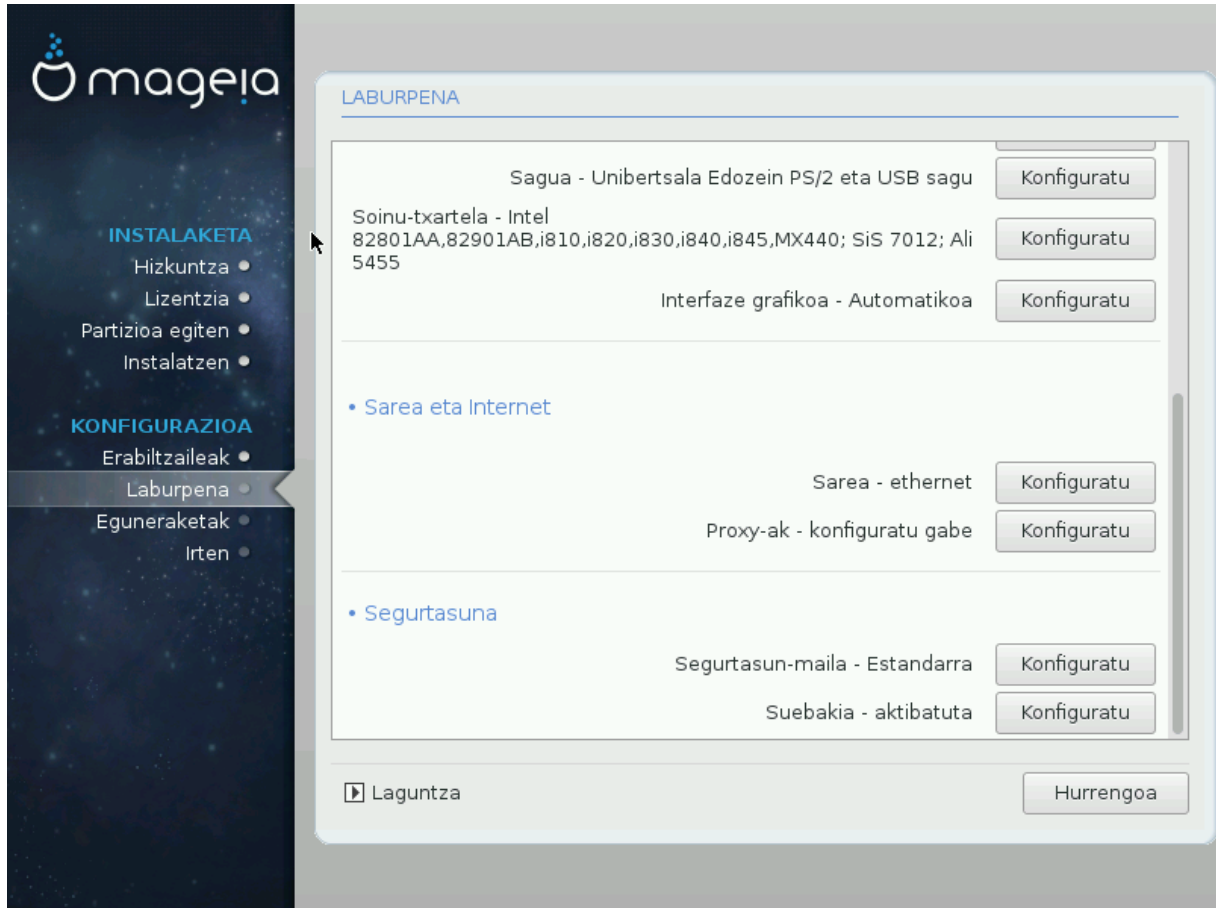 mageia
INSTALAKETA
Hizkuntza
Lizentzia
Partizioa egiten
Instalatzen
KONFIGURAZIOA
Erabiltzaileak
Laburpena
Eguneraketak
Irten
LABURPENA
Sagua - Unibertsala Edozein PS/2 eta USB sagu
Konfiguratu
Soinu-txartela - Intel
82801AA,82901AB,i810,i820,i830,i840,i845,MX440; SiS 7012; Ali
5455
Konfiguratu
Interfaze grafikoa - Automatikoa
Konfiguratu
• Sarea eta Internet
Sarea - ethernet
Konfiguratu
Proxy-ak - konfiguratu gabe
Konfiguratu
• Segurtasuna
Segurtasun-maila - Estandarra
Konfiguratu
Suebakia - aktibatuta
Konfiguratu
Laguntza
Hurrengoa